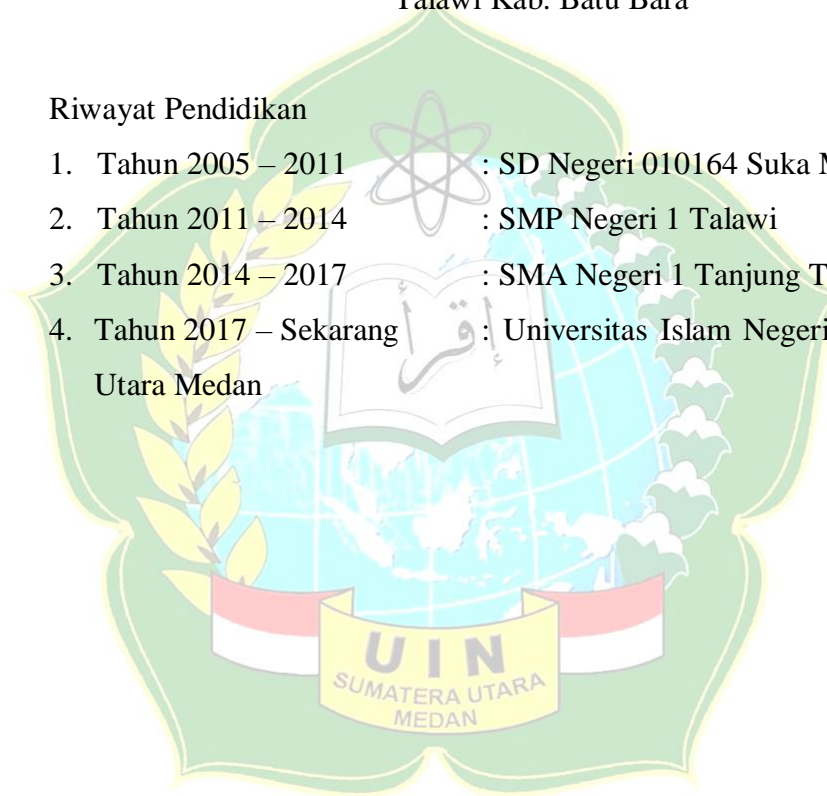 Talawi Kab. Batu Bara
Riwayat Pendidikan
1. Tahun 2005 – 2011 : SD Negeri 010164 Suka
2. Tahun 2011 – 2014 : SMP Negeri 1 Talawi
3. Tahun 2014 – 2017 : SMA Negeri 1 Tanjung
4. Tahun 2017 – Sekarang : Universitas Islam Negeri
Utara Medan
إقرأ
UIN
SUMATERA UTARA
MEDAN